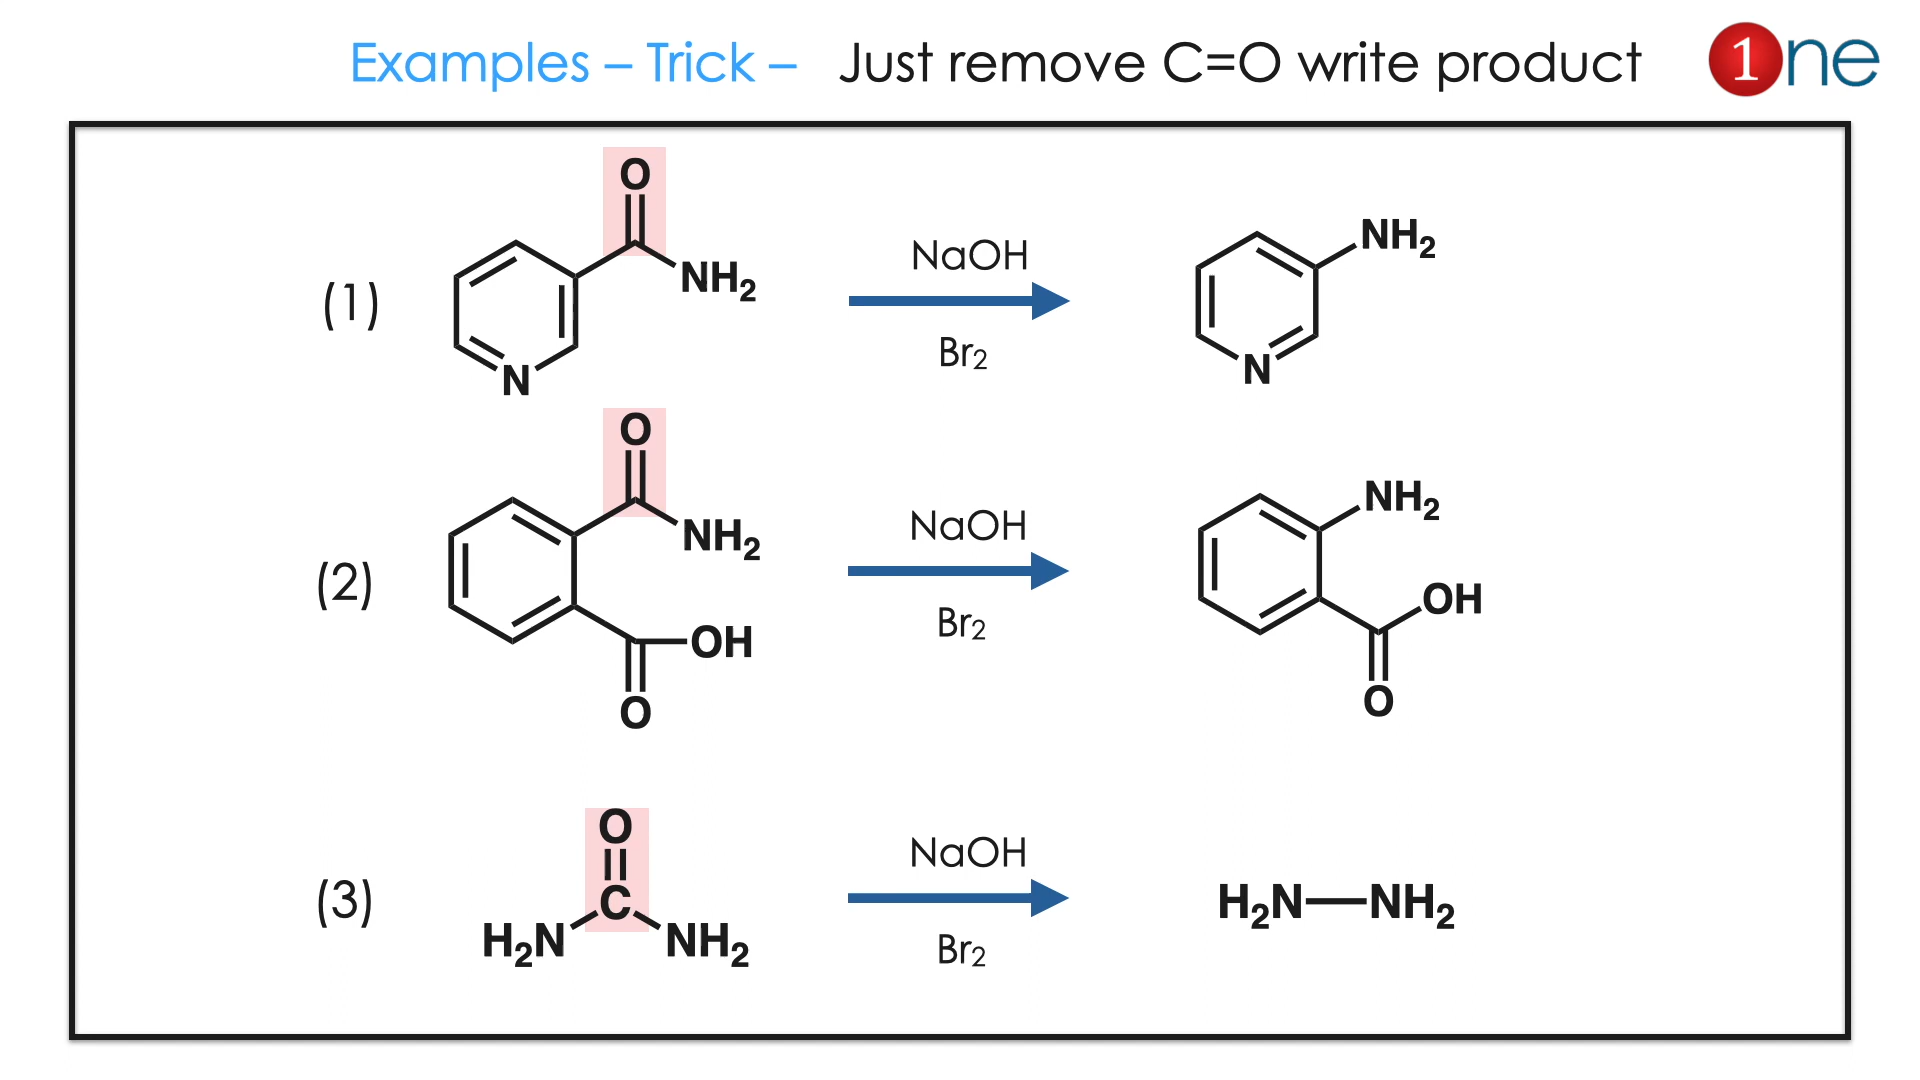 Examples – Trick – Just remove C=O write product
1ne
(1)
O
NH2
N
NaOH
Br2
NH2
N
(2)
O
NH2
OH
O
NaOH
Br2
NH2
OH
O
(3)
O
C
H2N NH2
NaOH
Br2
H2N NH2